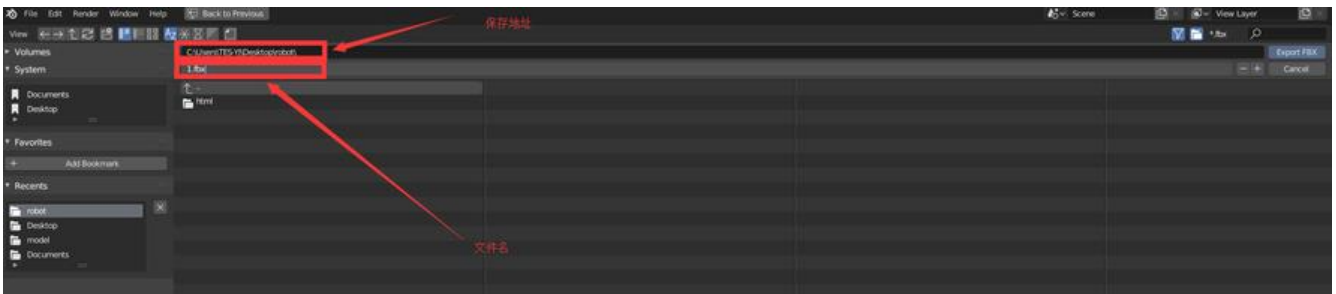 File Edit Render Window Help Back to Previous Scene View Layer
保存地址
View *.fbx
Volumes
C:\Users\TES-YI\Desktop\robot\
Export FBX
System
1.fbx
Cancel
Documents
Desktop
html
Favorites
Add Bookmark
Recents
robot
Desktop
model
Documents
文件名